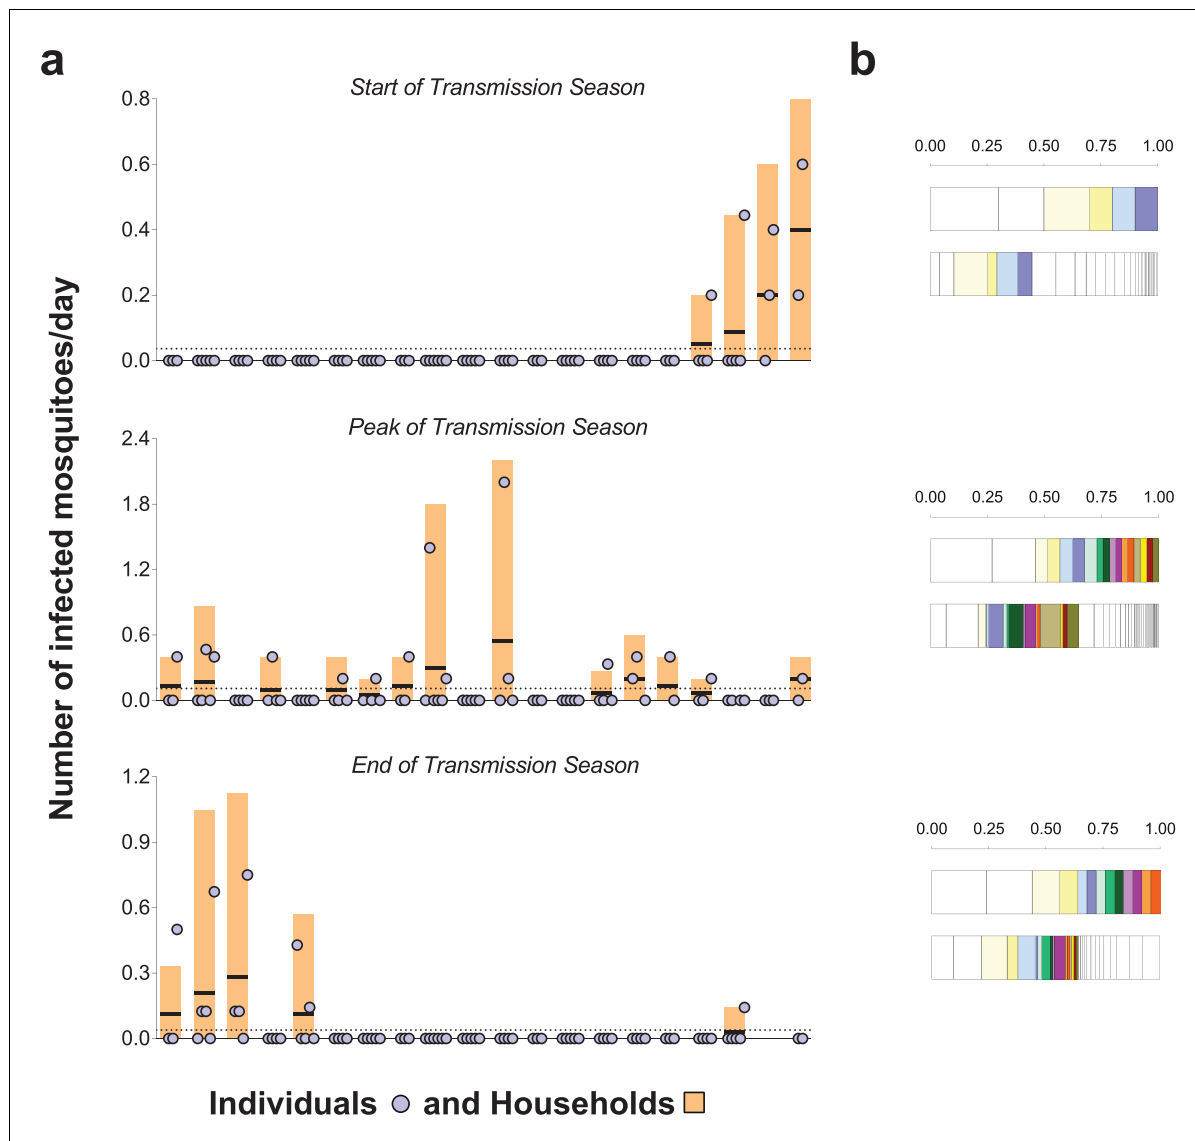 a
b
Number of infected mosquitoes/day
Start of Transmission Season
0.8
0.6
0.4
0.2
0.0
0.00 0.25 0.50 0.75 1.00
Peak of Transmission Season
2.4
1.8
1.2
0.6
0.0
0.00 0.25 0.50 0.75 1.00
End of Transmission Season
1.2
0.9
0.6
0.3
0.0
0.00 0.25 0.50 0.75 1.00
Individuals and Households